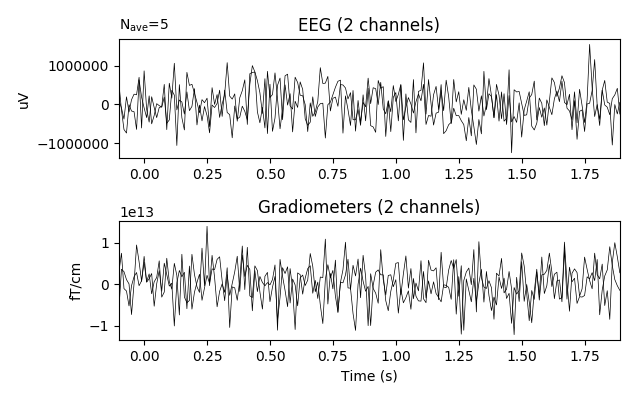 N_ave=5
EEG (2 channels)
1000000
0
−1000000
uV
0.00 0.25 0.50 0.75 1.00 1.25 1.50 1.75
1e13
Gradiometers (2 channels)
1
0
−1
fT/cm
0.00 0.25 0.50 0.75 1.00 1.25 1.50 1.75
Time (s)